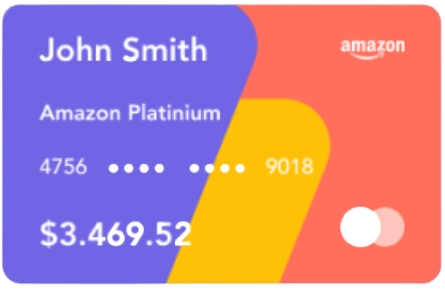 John Smith
amazon
Amazon Platinium
4756 •••• •••• 9018
$3.469.52